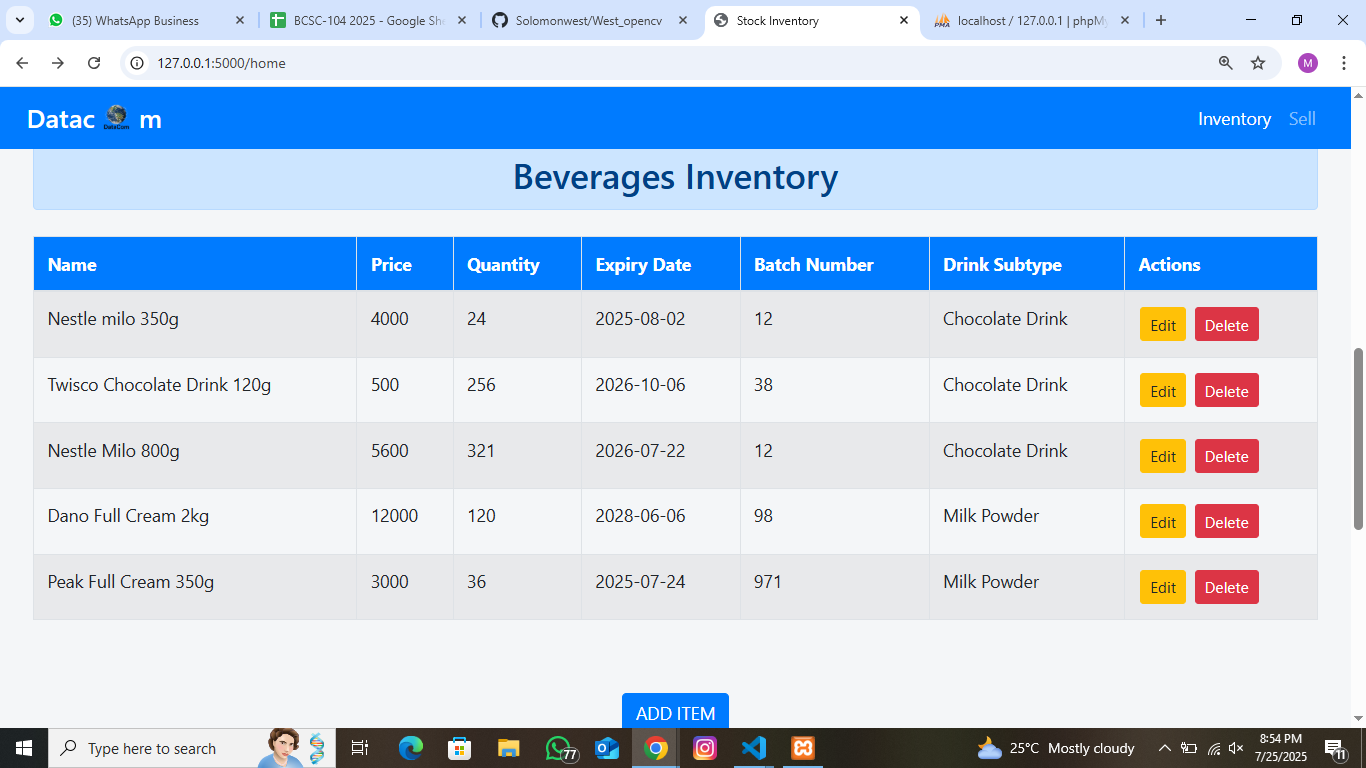 (35) WhatsApp Business BCSC-104 2025 - Google She Solomonwest/West_opencv Stock Inventory localhost / 127.0.0.1 | phpMy
127.0.0.1:5000/home M
Datac DataCom m Inventory Sell
Beverages Inventory
Name Price Quantity Expiry Date Batch Number Drink Subtype Actions
Nestle milo 350g 4000 24 2025-08-02 12 Chocolate Drink Edit Delete
Twisco Chocolate Drink 120g 500 256 2026-10-06 38 Chocolate Drink Edit Delete
Nestle Milo 800g 5600 321 2026-07-22 12 Chocolate Drink Edit Delete
Dano Full Cream 2kg 12000 120 2028-06-06 98 Milk Powder Edit Delete
Peak Full Cream 350g 3000 36 2025-07-24 971 Milk Powder Edit Delete
ADD ITEM
Type here to search 77 25°C Mostly cloudy 8:54 PM
7/25/2025 11